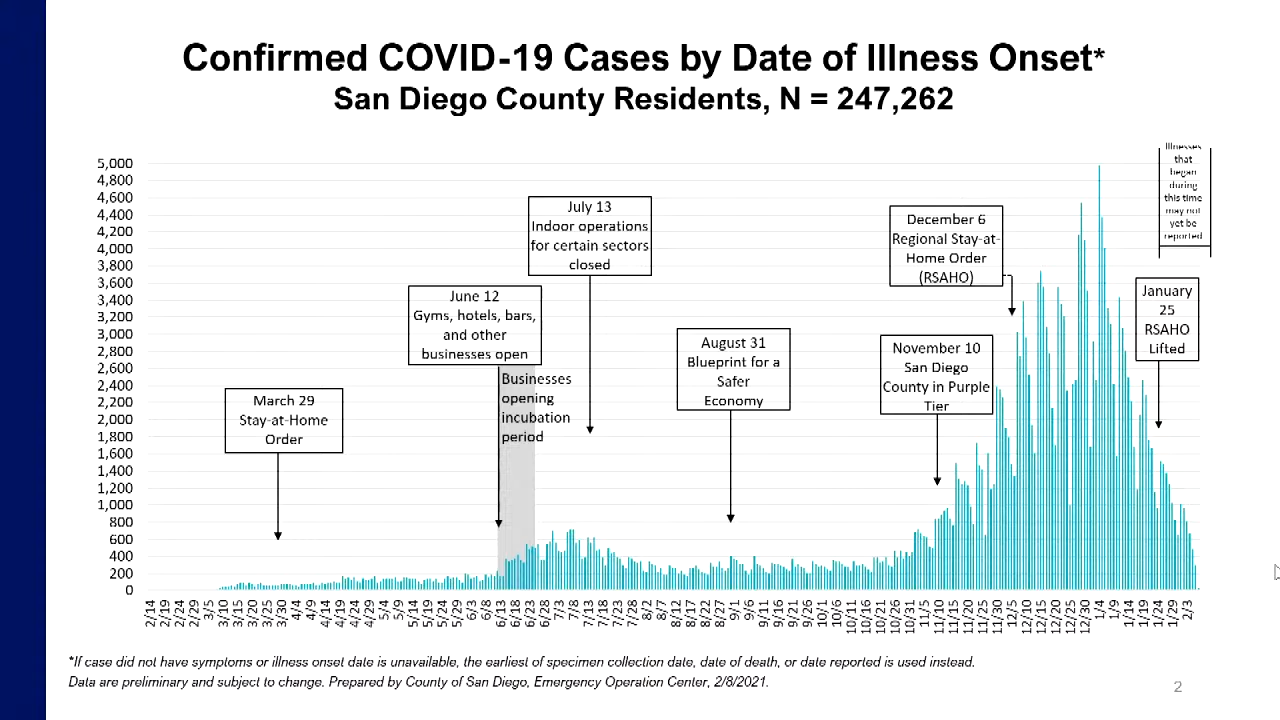 Confirmed COVID-19 Cases by Date of Illness Onset*
San Diego County Residents, N = 247,262
5,000
4,800
4,600
4,400
4,200
4,000
3,800
3,600
3,400
3,200
3,000
2,800
2,600
2,400
2,200
2,000
1,800
1,600
1,400
1,200
1,000
800
600
400
200
0
March 29
Stay-at-Home
Order
June 12
Gyms, hotels, bars,
and other
businesses open
Businesses
opening
incubation
period
July 13
Indoor operations
for certain sectors
closed
August 31
Blueprint for a
Safer
Economy
December 6
Regional Stay-at-
Home Order
(RSAHO)
November 10
San Diego
County in Purple
Tier
Illnesses
that
began
during
this time
may not
yet be
reported
January
25
RSAHO
Lifted
2/14
2/19
2/24
2/29
3/5
3/10
3/15
3/20
3/25
3/30
4/4
4/9
4/14
4/19
4/24
4/29
5/4
5/9
5/14
5/19
5/24
5/29
6/3
6/8
6/13
6/18
6/23
6/28
7/3
7/8
7/13
7/18
7/23
7/28
8/2
8/7
8/12
8/17
8/22
8/27
9/1
9/6
9/11
9/16
9/21
9/26
10/1
10/6
10/11
10/16
10/21
10/26
10/31
11/5
11/10
11/15
11/20
11/25
11/30
12/5
12/10
12/15
12/20
12/25
12/30
1/4
1/9
1/14
1/19
1/24
1/29
2/3
*If case did not have symptoms or illness onset date is unavailable, the earliest of specimen collection date, date of death, or date reported is used instead.
Data are preliminary and subject to change. Prepared by County of San Diego, Emergency Operation Center, 2/8/2021.
2